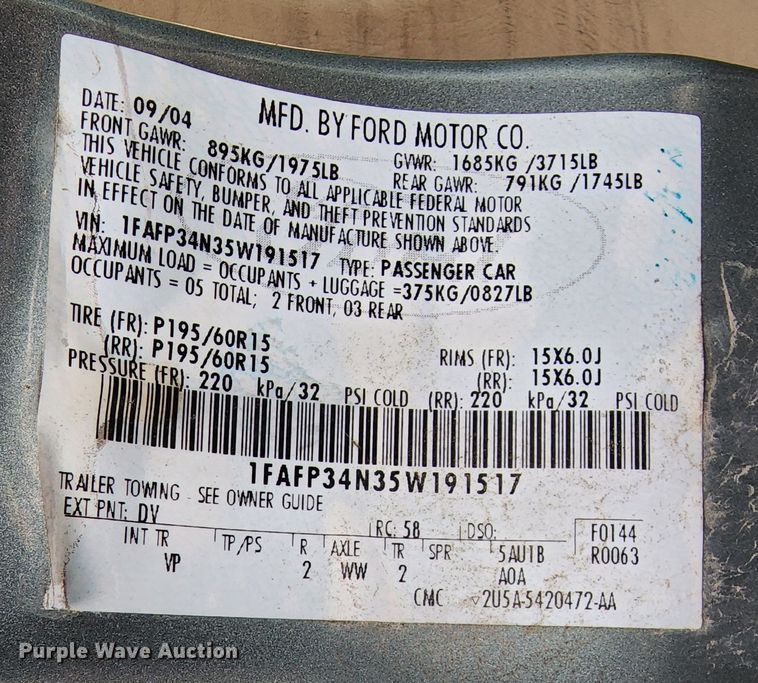 DATE: 09/04 MFD. BY FORD MOTOR CO.
FRONT GAWR: 895KG/1975LB GVWR: 1685KG /3715LB
REAR GAWR: 791KG /1745LB
THIS VEHICLE CONFORMS TO ALL APPLICABLE FEDERAL MOTOR
VEHICLE SAFETY, BUMPER, AND THEFT PREVENTION STANDARDS
IN EFFECT ON THE DATE OF MANUFACTURE SHOWN ABOVE.
VIN: 1FAFP34N35W191517 TYPE: PASSENGER CAR
MAXIMUM LOAD = OCCUPANTS + LUGGAGE =375KG/0827LB
OCCUPANTS = 05 TOTAL; 2 FRONT, 03 REAR
TIRE (FR): P195/60R15 RIMS (FR): 15X6.0J
(RR): P195/60R15 (RR): 15X6.0J
PRESSURE (FR): 220 kPa/32 PSI COLD (RR): 220 kPa/32 PSI COLD
1FAFP34N35W191517
TRAILER TOWING - SEE OWNER GUIDE
EXT PNT: DV RC: 58 DSO: F0144
INT TR TP/PS R AXLE TR SPR 5AU1B R0063
VP 2 WW 2 AOA
CMC 2U5A-5420472-AA
Purple Wave Auction